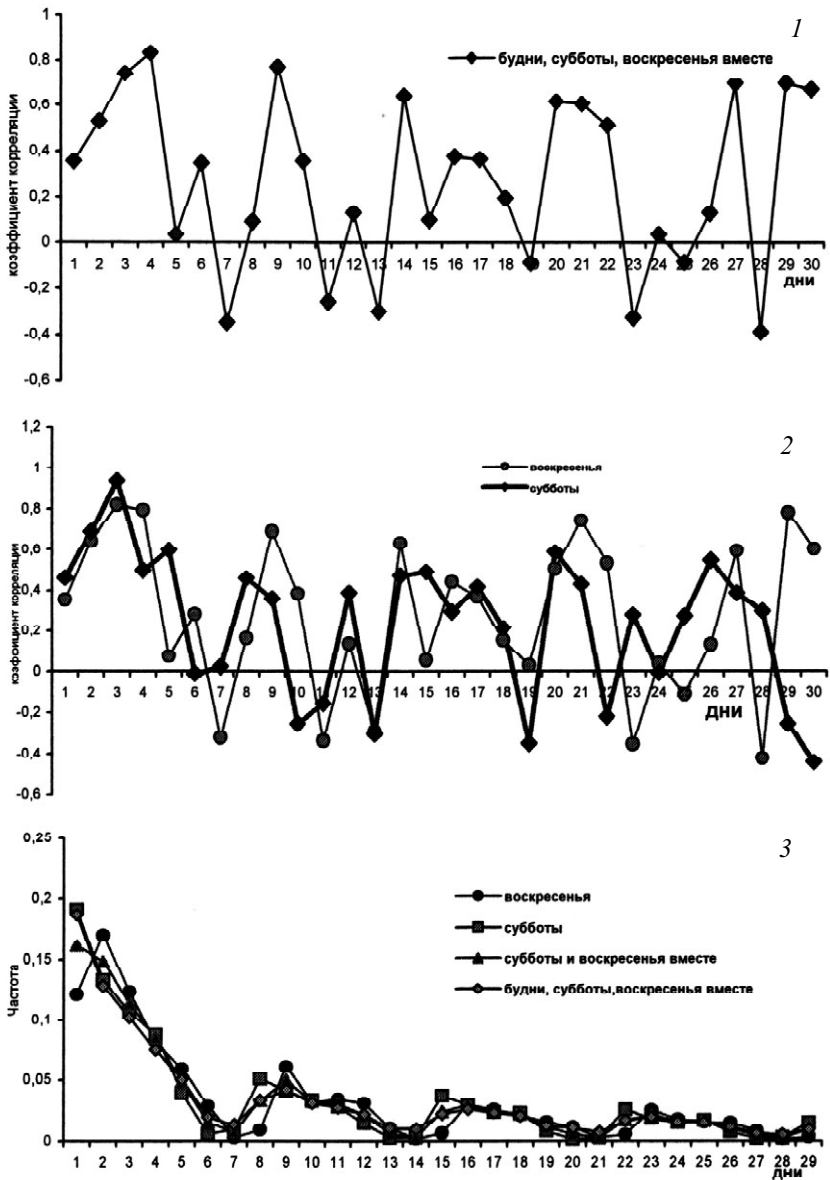 1
1
0,8
0,6
0,4
0,2
0
-0,2
-0,4
-0,6
коэффициент корреляции
будни, субботы, воскресенья вместе
1 2 3 4 5 6 7 8 9 10 11 12 13 14 15 16 17 18 19 20 21 22 23 24 25 26 27 28 29 30
дни
2
1,2
1
0,8
0,6
0,4
0,2
0
-0,2
-0,4
-0,6
коэффициент корреляции
воскресенья
субботы
1 2 3 4 5 6 7 8 9 10 11 12 13 14 15 16 17 18 19 20 21 22 23 24 25 26 27 28 29 30
дни
3
0,25
0,2
0,15
0,1
0,05
0
Частота
воскресенья
субботы
субботы и воскресенья вместе
будни, субботы,воскресенья вместе
1 2 3 4 5 6 7 8 9 10 11 12 13 14 15 16 17 18 19 20 21 22 23 24 25 26 27 28 29
дни